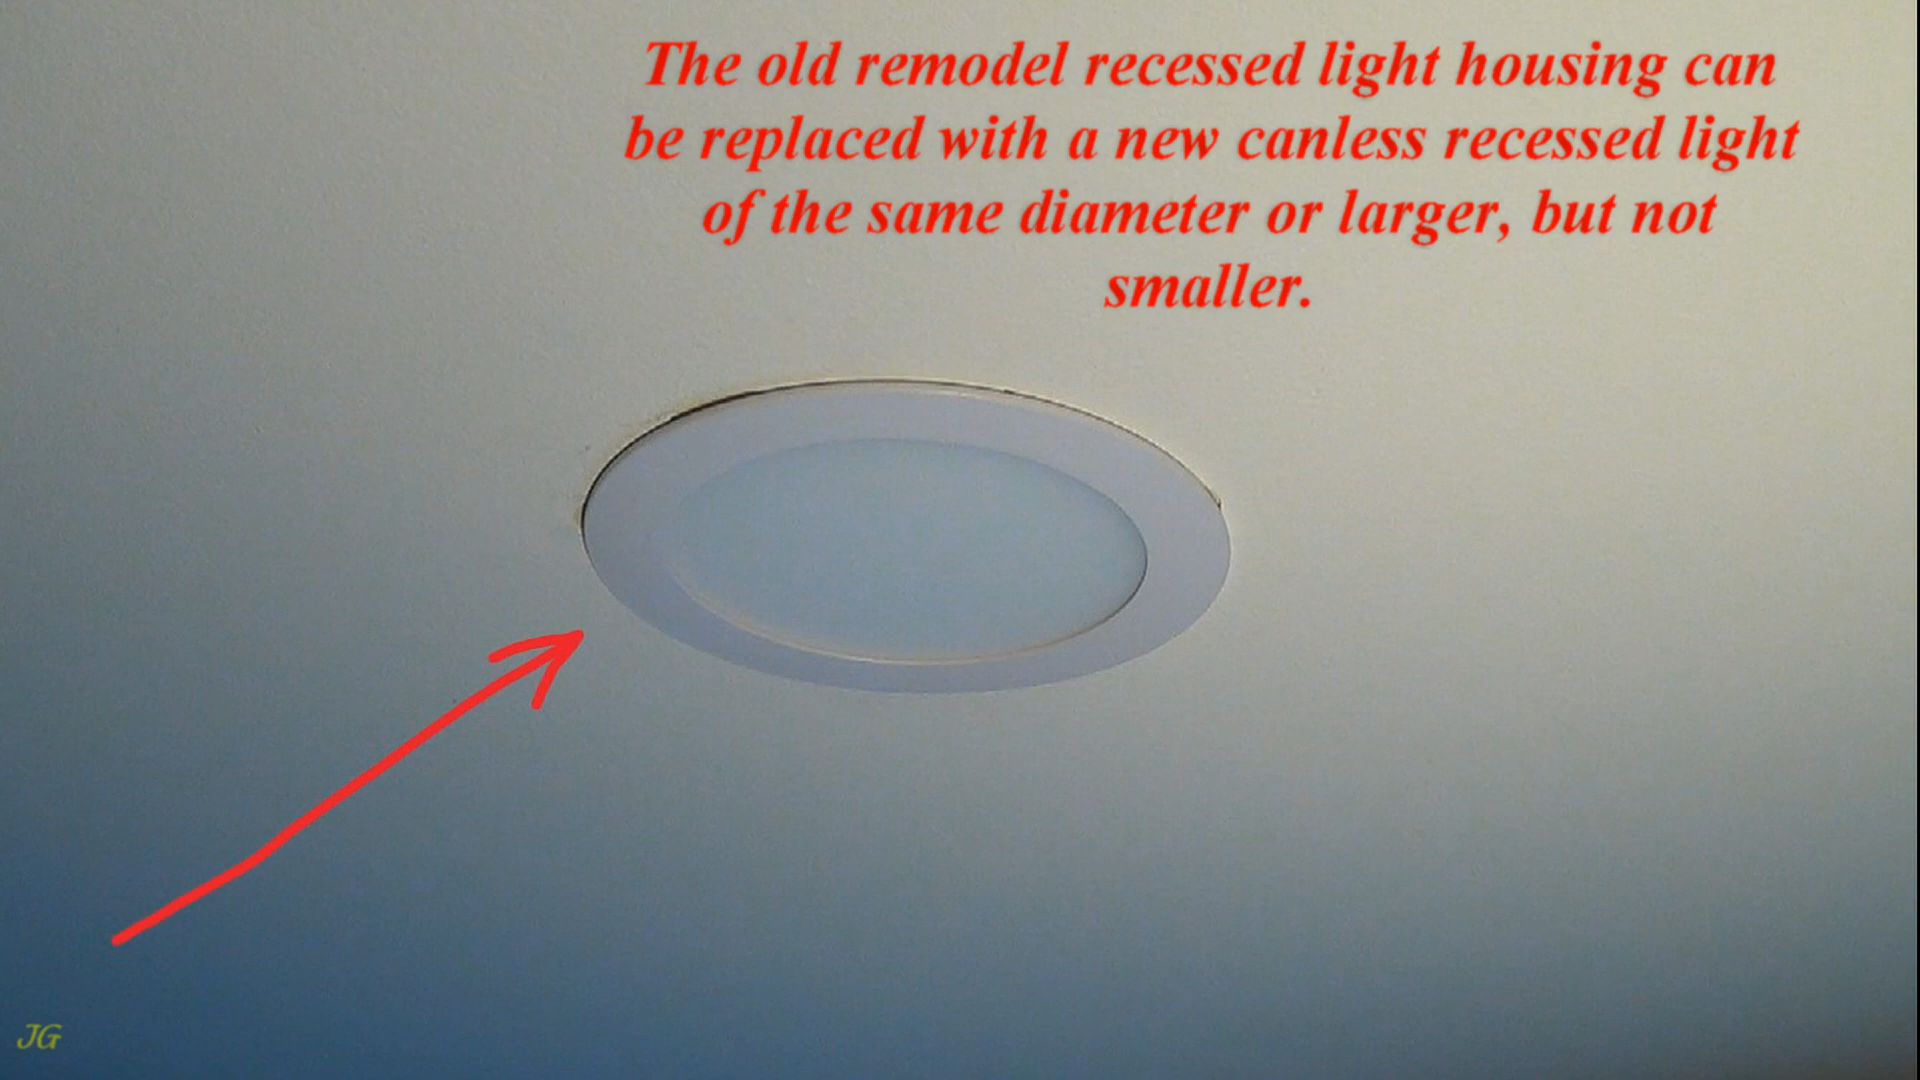 The old remodel recessed light housing can
be replaced with a new canless recessed light
of the same diameter or larger, but not
smaller.
JG